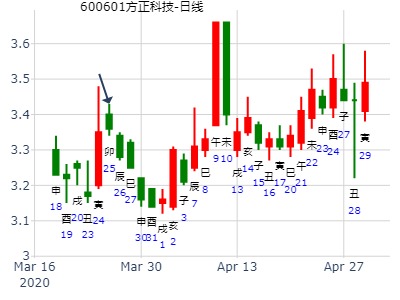 600601方正科技-日线
3.6
3.5
3.4
3.3
3.2
3.1
3
申
18
酉
19
戌
20
丑
23
寅
24
卯
25
辰
26
巳
27
申
30
酉
31
戌
1
亥
2
子
3
辰
7
巳
8
午
9
未
10
戌
13
亥
14
子
15
丑
16
寅
17
巳
20
午
21
未
22
申
23
酉
24
子
27
丑
28
寅
29
Mar 16
2020
Mar 30
Apr 13
Apr 27